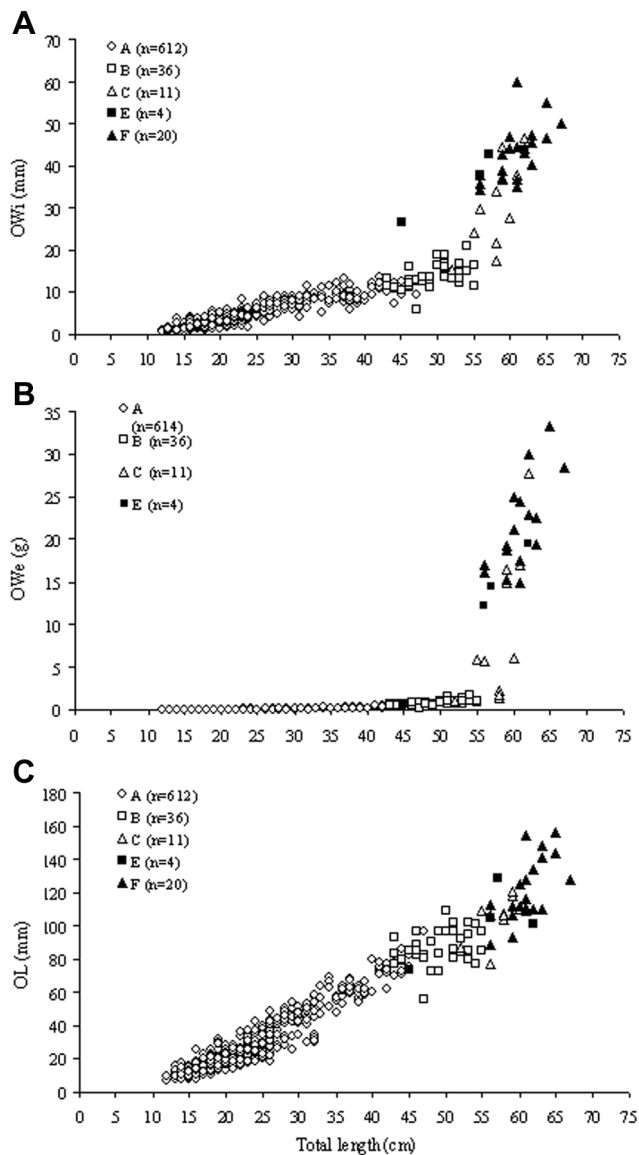 A
70
60
50
40
30
20
10
0
OWi (mm)
A (n=612)
B (n=36)
C (n=11)
E (n=4)
F (n=20)
0 5 10 15 20 25 30 35 40 45 50 55 60 65 70 75
B
35
30
25
20
15
10
5
0
OWe (g)
A
(n=614)
B (n=36)
C (n=11)
E (n=4)
0 5 10 15 20 25 30 35 40 45 50 55 60 65 70 75
C
180
160
140
120
100
80
60
40
20
0
OL (mm)
A (n=612)
B (n=36)
C (n=11)
E (n=4)
F (n=20)
0 5 10 15 20 25 30 35 40 45 50 55 60 65 70 75
Total length (cm)